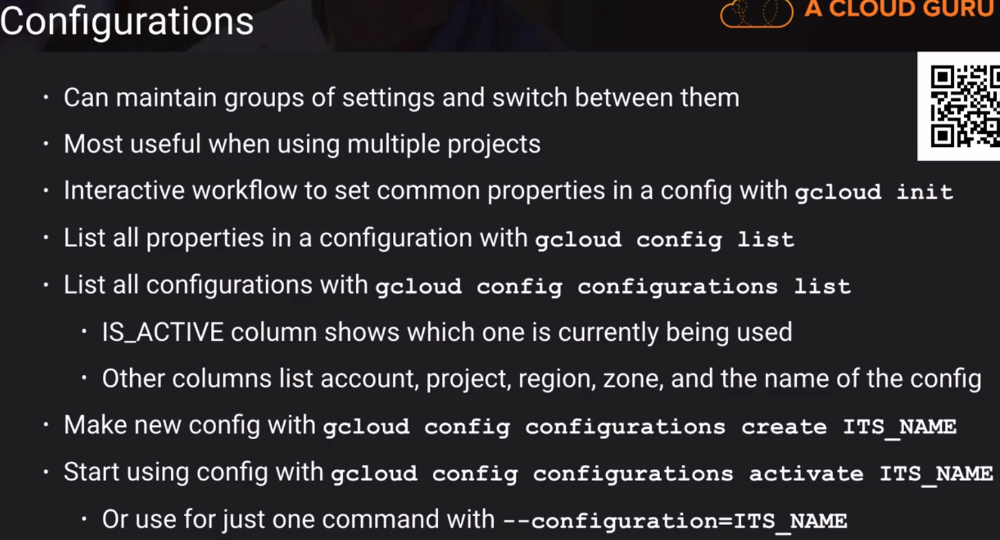 Configurations
A CLOUD GURU
· Can maintain groups of settings and switch between them
· Most useful when using multiple projects
· Interactive workflow to set common properties in a config with gcloud init
· List all properties in a configuration with gcloud config list
· List all configurations with gcloud config configurations list
· IS_ACTIVE column shows which one is currently being used
· Other columns list account, project, region, zone, and the name of the config
· Make new config with gcloud config configurations create ITS_NAME
· Start using config with gcloud config configurations activate ITS_NAME
· Or use for just one command with --configuration=ITS_NAME